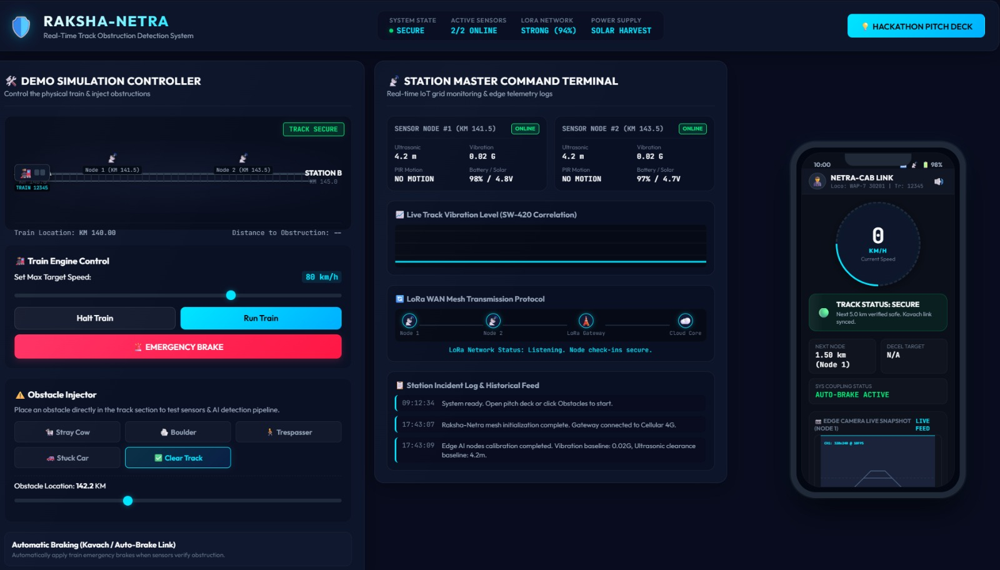 RAKSHA-NETRA
Real-Time Track Obstruction Detection System
SYSTEM STATE
SECURE
ACTIVE SENSORS
2/2 ONLINE
LORA NETWORK
STRONG (94%)
POWER SUPPLY
SOLAR HARVEST
HACKATHON PITCH DECK
DEMO SIMULATION CONTROLLER
Control the physical train & inject obstructions
TRACK SECURE
Node 1 (KM 141.5)
Node 2 (KM 143.5)
STATION B
KM 145.0
TRAIN 12345
Train Location: KM 140.00
Distance to Obstruction: --
Train Engine Control
Set Max Target Speed:
80 km/h
Halt Train
Run Train
EMERGENCY BRAKE
Obstacle Injector
Place an obstacle directly in the track section to test sensors & AI detection pipeline.
Stray Cow
Boulder
Trespasser
Stuck Car
Clear Track
Obstacle Location: 142.2 KM
Automatic Braking (Kavach / Auto-Brake Link)
Automatically apply train emergency brakes when sensors verify obstruction.
STATION MASTER COMMAND TERMINAL
Real-time IoT grid monitoring & edge telemetry logs
SENSOR NODE #1 (KM 141.5)
ONLINE
Ultrasonic
4.2 m
Vibration
0.02 G
PIR Motion
NO MOTION
Battery / Solar
98% / 4.8V
SENSOR NODE #2 (KM 143.5)
ONLINE
Ultrasonic
4.2 m
Vibration
0.02 G
PIR Motion
NO MOTION
Battery / Solar
97% / 4.7V
Live Track Vibration Level (SW-420 Correlation)
LoRa WAN Mesh Transmission Protocol
Node 1
Node 2
LoRa Gateway
Cloud Core
LoRa Network Status: Listening. Node check-ins secure.
Station Incident Log & Historical Feed
09:12:34 System ready. Open pitch deck or click Obstacles to start.
17:43:07 Raksha-Netra mesh initialization complete. Gateway connected to Cellular 4G.
17:43:09 Edge AI nodes calibration completed. Vibration baseline: 0.02G, Ultrasonic clearance
baseline: 4.2m.
10:00
98%
NETRA-CAB LINK
Loco: WAP-7 30201 | Tr: 12345
0
KM/H
Current Speed
TRACK STATUS: SECURE
Next 5.0 km verified safe. Kavach link
synced.
NEXT NODE
1.50 km
(Node 1)
DECEL TARGET
N/A
SYS COUPLING STATUS
AUTO-BRAKE ACTIVE
EDGE CAMERA LIVE SNAPSHOT
(NODE 1)
LIVE
FEED
CH1: 320x240 @ 10FPS